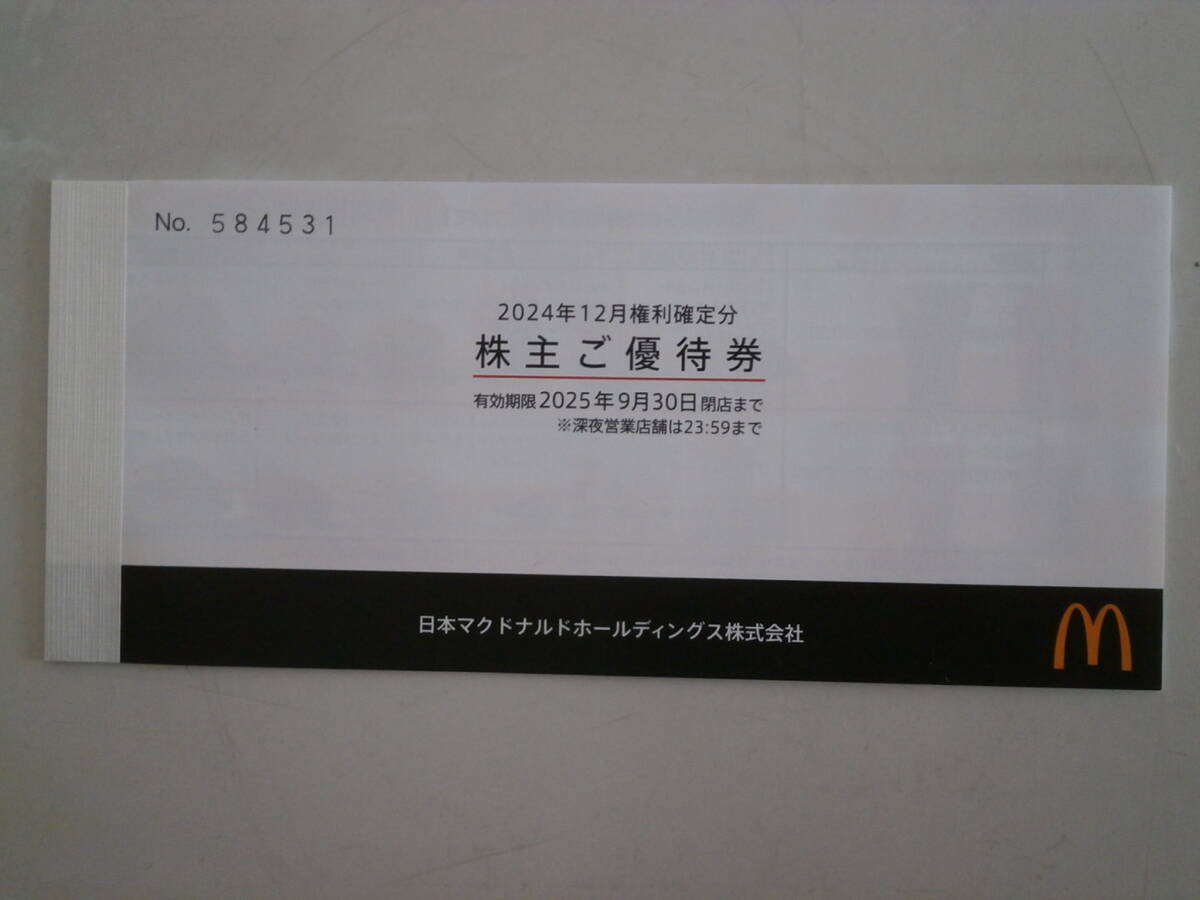 No. 584531
2024年12月権利確定分
株主ご優待券
有効期限2025年9月30日閉店まで
※深夜営業店舗は23:59まで
日本マクドナルドホールディングス株式会社